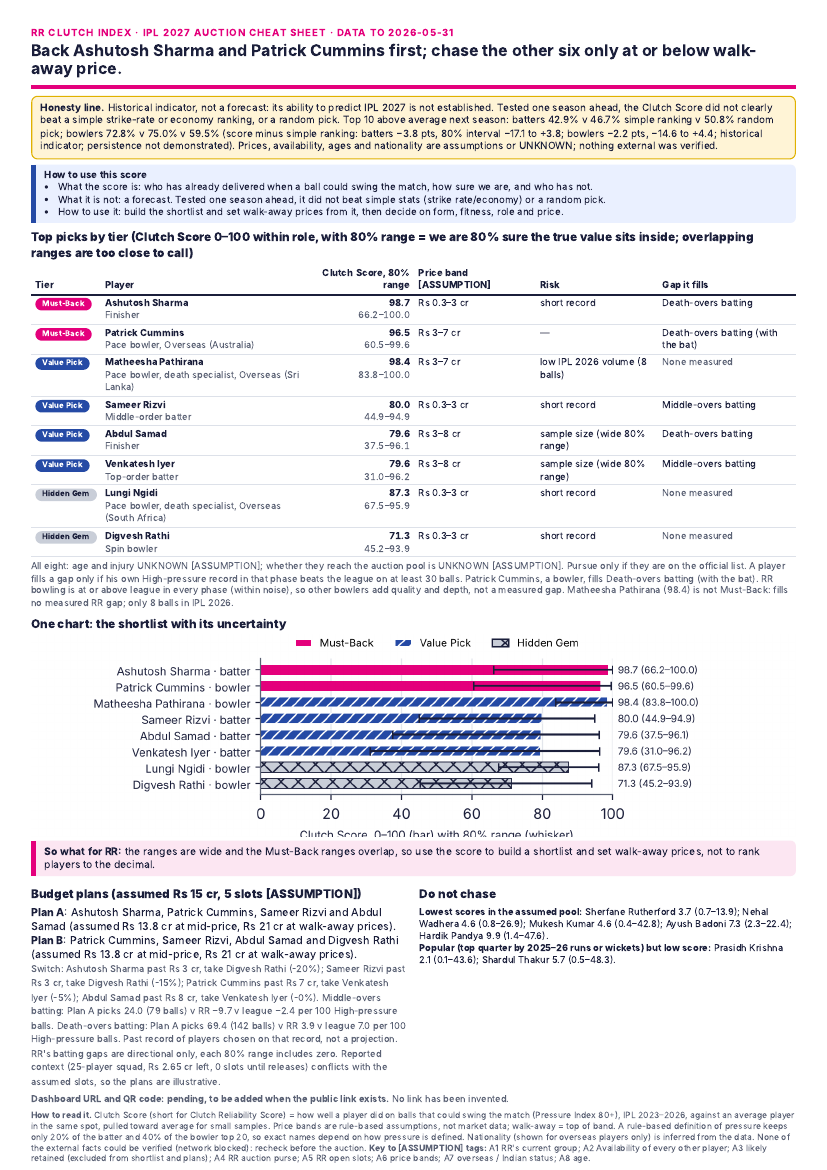 RR CLUTCH INDEX · IPL 2027 AUCTION CHEAT SHEET · DATA TO 2026-05-31
Back Ashutosh Sharma and Patrick Cummins first; chase the other six only at or below walk-
away price.
Honesty line. Historical indicator, not a forecast: its ability to predict IPL 2027 is not established. Tested one season ahead, the Clutch Score did not clearly
beat a simple strike-rate or economy ranking, or a random pick. Top 10 above average next season: batters 42.9% v 46.7% simple ranking v 50.8% random
pick; bowlers 72.8% v 75.0% v 59.5% (score minus simple ranking: batters −3.8 pts, 80% interval −17.1 to +3.8; bowlers −2.2 pts, −14.6 to +4.4; historical
indicator; persistence not demonstrated). Prices, availability, ages and nationality are assumptions or UNKNOWN; nothing external was verified.
How to use this score
• What the score is: who has already delivered when a ball could swing the match, how sure we are, and who has not.
• What it is not: a forecast. Tested one season ahead, it did not beat simple stats (strike rate/economy) or a random pick.
• How to use it: build the shortlist and set walk-away prices from it, then decide on form, fitness, role and price.
Top picks by tier (Clutch Score 0–100 within role, with 80% range = we are 80% sure the true value sits inside; overlapping
ranges are too close to call)
Tier Player Clutch Score, 80% range Price band [ASSUMPTION] Risk Gap it fills
Must-Back Ashutosh Sharma 98.7 Rs 0.3–3 cr short record Death-overs batting
Finisher 66.2–100.0
Must-Back Patrick Cummins 96.5 Rs 3–7 cr — Death-overs batting (with
Pace bowler, Overseas (Australia) 60.5–99.6 the bat)
Value Pick Matheesha Pathirana 98.4 Rs 3–7 cr low IPL 2026 volume (8 None measured
Pace bowler, death specialist, Overseas (Sri 83.8–100.0 balls)
Lanka)
Value Pick Sameer Rizvi 80.0 Rs 0.3–3 cr short record Middle-overs batting
Middle-order batter 44.9–94.9
Value Pick Abdul Samad 79.6 Rs 3–8 cr sample size (wide 80% Death-overs batting
Finisher 37.5–96.1 range)
Value Pick Venkatesh Iyer 79.6 Rs 3–8 cr sample size (wide 80% Middle-overs batting
Top-order batter 31.0–96.2 range)
Hidden Gem Lungi Ngidi 87.3 Rs 0.3–3 cr short record None measured
Pace bowler, death specialist, Overseas 67.5–95.9
(South Africa)
Hidden Gem Digvesh Rathi 71.3 Rs 0.3–3 cr short record None measured
Spin bowler 45.2–93.9
All eight: age and injury UNKNOWN [ASSUMPTION]; whether they reach the auction pool is UNKNOWN [ASSUMPTION]. Pursue only if they are on the official list. A player
fills a gap only if his own High-pressure record in that phase beats the league on at least 30 balls. Patrick Cummins, a bowler, fills Death-overs batting (with the bat). RR
bowling is at or above league in every phase (within noise), so other bowlers add quality and depth, not a measured gap. Matheesha Pathirana (98.4) is not Must-Back: fills
no measured RR gap; only 8 balls in IPL 2026.
One chart: the shortlist with its uncertainty
Must-Back Value Pick Hidden Gem
Ashutosh Sharma · batter 98.7 (66.2–100.0)
Patrick Cummins · bowler 96.5 (60.5–99.6)
Matheesha Pathirana · bowler 98.4 (83.8–100.0)
Sameer Rizvi · batter 80.0 (44.9–94.9)
Abdul Samad · batter 79.6 (37.5–96.1)
Venkatesh Iyer · batter 79.6 (31.0–96.2)
Lungi Ngidi · bowler 87.3 (67.5–95.9)
Digvesh Rathi · bowler 71.3 (45.2–93.9)
0 20 40 60 80 100
Clutch Score, 0–100 (bar) with 80% range (whisker)
So what for RR: the ranges are wide and the Must-Back ranges overlap, so use the score to build a shortlist and set walk-away prices, not to rank
players to the decimal.
Budget plans (assumed Rs 15 cr, 5 slots [ASSUMPTION])
Plan A: Ashutosh Sharma, Patrick Cummins, Sameer Rizvi and Abdul
Samad (assumed Rs 13.8 cr at mid-price, Rs 21 cr at walk-away prices).
Plan B: Patrick Cummins, Sameer Rizvi, Abdul Samad and Digvesh Rathi
(assumed Rs 13.8 cr at mid-price, Rs 21 cr at walk-away prices).
Switch: Ashutosh Sharma past Rs 3 cr, take Digvesh Rathi (-20%); Sameer Rizvi past
Rs 3 cr, take Digvesh Rathi (-15%); Patrick Cummins past Rs 7 cr, take Venkatesh
Iyer (-5%); Abdul Samad past Rs 8 cr, take Venkatesh Iyer (-0%). Middle-overs
batting: Plan A picks 24.0 (79 balls) v RR −9.7 v league −2.4 per 100 High-pressure
balls. Death-overs batting: Plan A picks 69.4 (142 balls) v RR 3.9 v league 7.0 per 100
High-pressure balls. Past record of players chosen on that record, not a projection.
RR's batting gaps are directional only, each 80% range includes zero. Reported
context (25-player squad, Rs 2.65 cr left, 0 slots until releases) conflicts with the
assumed slots, so the plans are illustrative.
Do not chase
Lowest scores in the assumed pool: Sherfane Rutherford 3.7 (0.7–13.9); Nehal
Wadhera 4.6 (0.8–26.9); Mukesh Kumar 4.6 (0.4–42.8); Ayush Badoni 7.3 (2.3–22.4);
Hardik Pandya 9.9 (1.4–47.6).
Popular (top quarter by 2025–26 runs or wickets) but low score: Prasidh Krishna
2.1 (0.1–43.6); Shardul Thakur 5.7 (0.5–48.3).
Dashboard URL and QR code: pending, to be added when the public link exists. No link has been invented.
How to read it. Clutch Score (short for Clutch Reliability Score) = how well a player did on balls that could swing the match (Pressure Index 80+), IPL 2023–2026, against an average player
in the same spot, pulled toward average for small samples. Price bands are rule-based assumptions, not market data; walk-away = top of band. A rule-based definition of pressure keeps
only 20% of the batter and 40% of the bowler top 20, so exact names depend on how pressure is defined. Nationality (shown for overseas players only) is inferred from the data. None of
the external facts could be verified (network blocked): recheck before the auction. Key to [ASSUMPTION] tags: A1 RR's current group; A2 Availability of every other player; A3 likely
retained (excluded from shortlist and plans); A4 RR auction purse; A5 RR open slots; A6 price bands; A7 overseas / Indian status; A8 age.